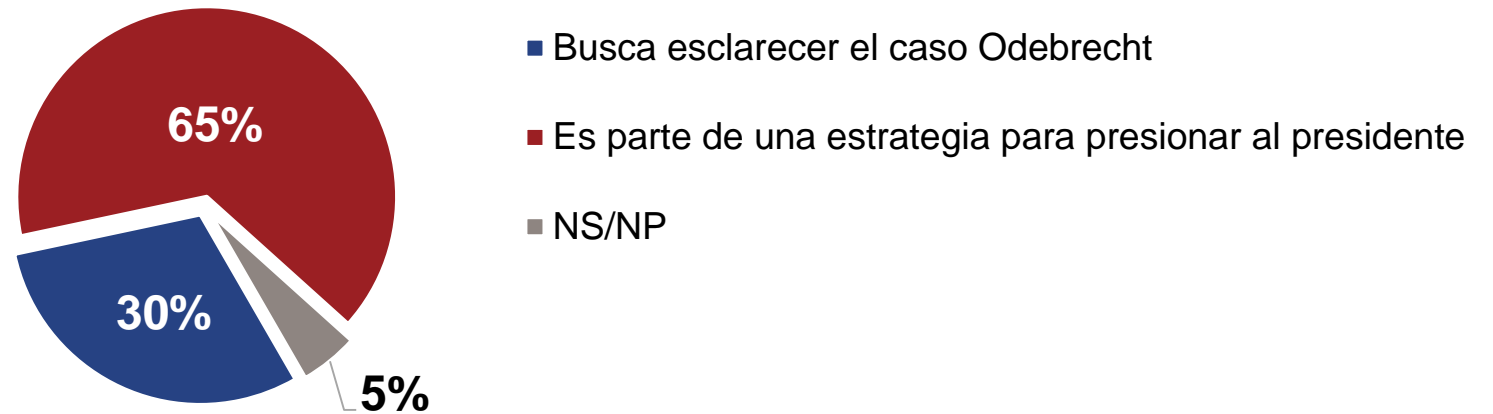 Busca esclarecer el caso Odebrecht
65%
Es parte de una estrategia para presionar al presidente
NS/NP
30%
5%